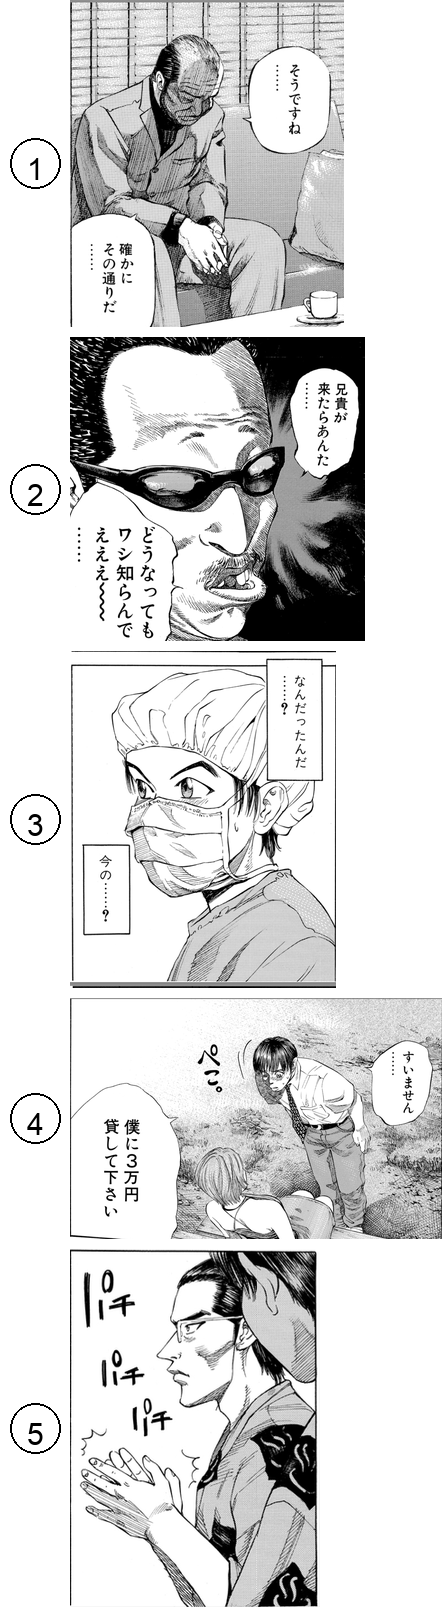 1
そうですね
……
確かに
その通りだ
……
2
兄貴が
来たらあんた
……
どうなっても
ワシ知らんで
えええ〜〜〜
……
3
なんだったんだ
……?
今の……?
4
すいません
……
ぺこ。
僕に3万円
貸して下さい
5
パチ
パチ
パチ